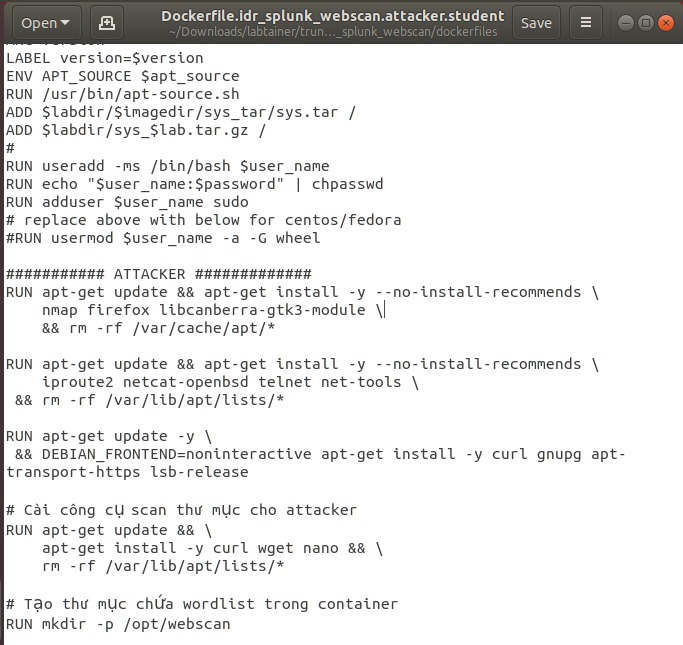 Open
Dockerfile.idr_splunk_webscan.attacker.student
~/Downloads/labtainer/trun…_splunk_webscan/dockerfiles
Save
LABEL version=$version
ENV APT_SOURCE $apt_source
RUN /usr/bin/apt-source.sh
ADD $labdir/$imagedir/sys_tar/sys.tar /
ADD $labdir/sys_$lab.tar.gz /
#
RUN useradd -ms /bin/bash $user_name
RUN echo "$user_name:$password" | chpasswd
RUN adduser $user_name sudo
# replace above with below for centos/fedora
#RUN usermod $user_name -a -G wheel
########### ATTACKER #############
RUN apt-get update && apt-get install -y --no-install-recommends \
    nmap firefox libcanberra-gtk3-module \
    && rm -rf /var/cache/apt/*
RUN apt-get update && apt-get install -y --no-install-recommends \
    iproute2 netcat-openbsd telnet net-tools \
 && rm -rf /var/lib/apt/lists/*
RUN apt-get update -y \
 && DEBIAN_FRONTEND=noninteractive apt-get install -y curl gnupg apt-
transport-https lsb-release
# Cài công cụ scan thư mục cho attacker
RUN apt-get update && \
    apt-get install -y curl wget nano && \
    rm -rf /var/lib/apt/lists/*
# Tạo thư mục chứa wordlist trong container
RUN mkdir -p /opt/webscan